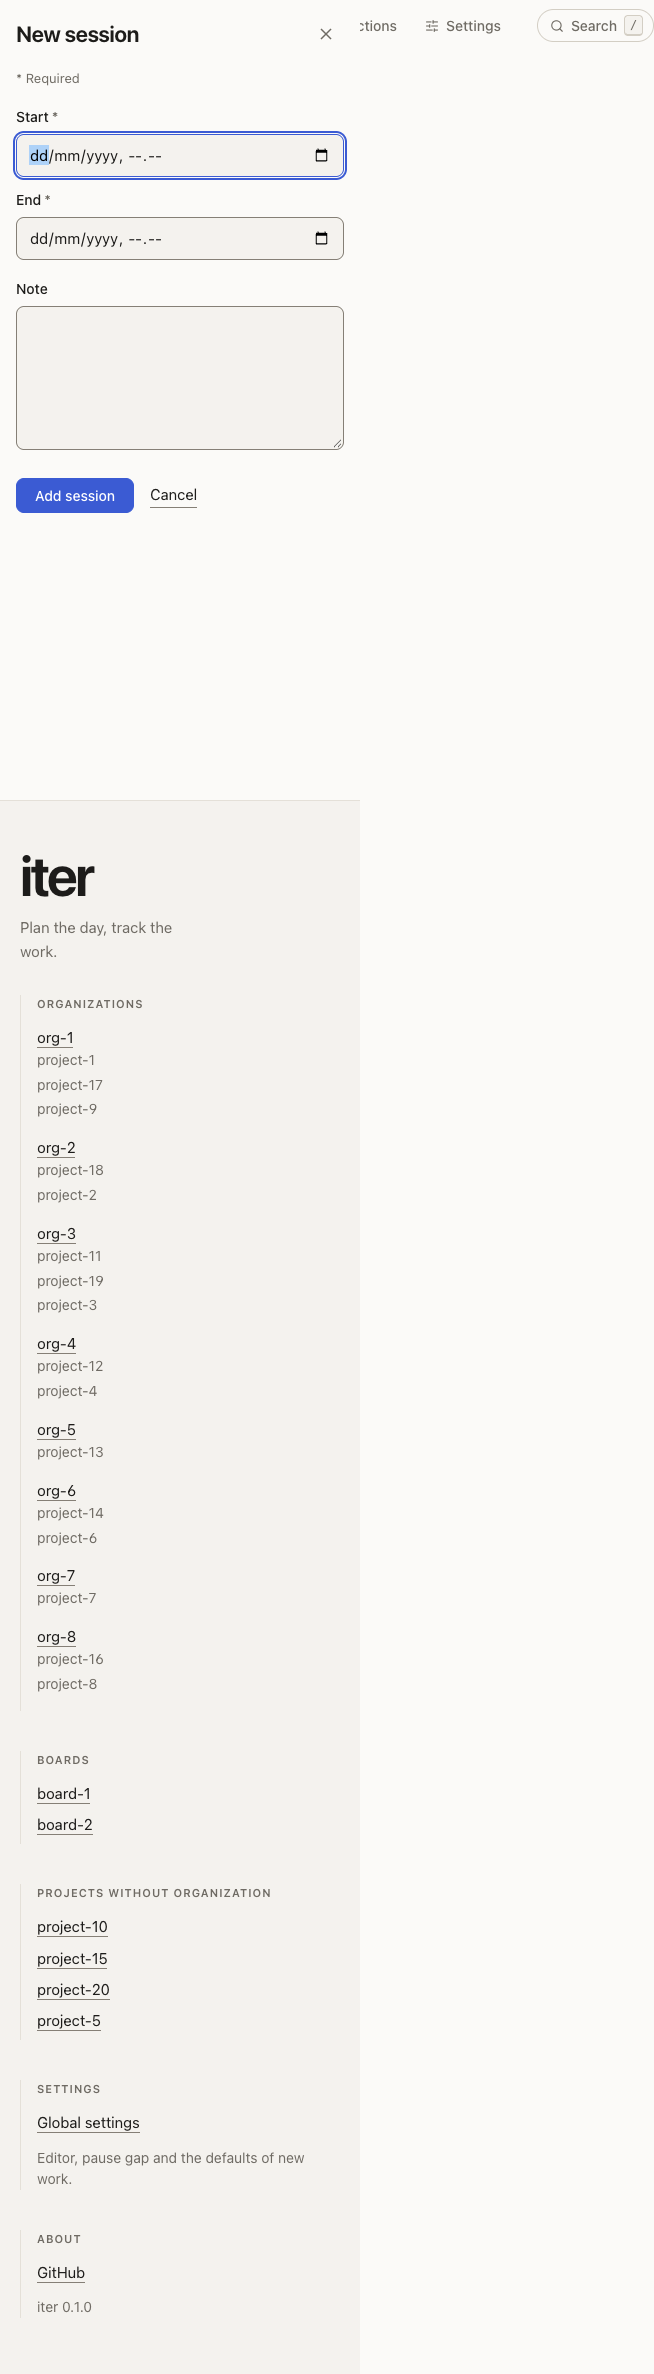 New session
ctions
Settings
Search /
* Required
Start *
dd/mm/yyyy, --.--
End *
dd/mm/yyyy, --.--
Note
Add session
Cancel
iter
Plan the day, track the
work.
ORGANIZATIONS
org-1
project-1
project-17
project-9
org-2
project-18
project-2
org-3
project-11
project-19
project-3
org-4
project-12
project-4
org-5
project-13
org-6
project-14
project-6
org-7
project-7
org-8
project-16
project-8
BOARDS
board-1
board-2
PROJECTS WITHOUT ORGANIZATION
project-10
project-15
project-20
project-5
SETTINGS
Global settings
Editor, pause gap and the defaults of new
work.
ABOUT
GitHub
iter 0.1.0